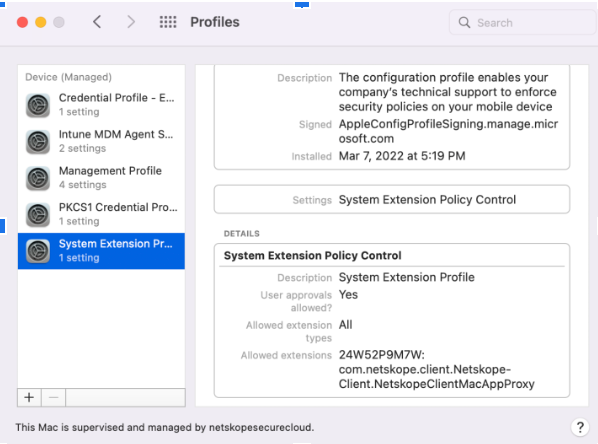 Profiles
Search
Device (Managed)
Credential Profile - E...
1 setting
Intune MDM Agent S...
2 settings
Management Profile
4 settings
PKCS1 Credential Pro...
1 setting
System Extension Pr...
1 setting
Description The configuration profile enables your
company's technical support to enforce
security policies on your mobile device
Signed AppleConfigProfileSigning.manage.micr
osoft.com
Installed Mar 7, 2022 at 5:19 PM
Settings System Extension Policy Control
DETAILS
System Extension Policy Control
Description System Extension Profile
User approvals Yes
allowed?
Allowed extension All
types
Allowed extensions 24W52P9M7W:
com.netskope.client.Netskope-
Client.NetskopeClientMacAppProxy
+ −
This Mac is supervised and managed by netskopesecurecloud.
?